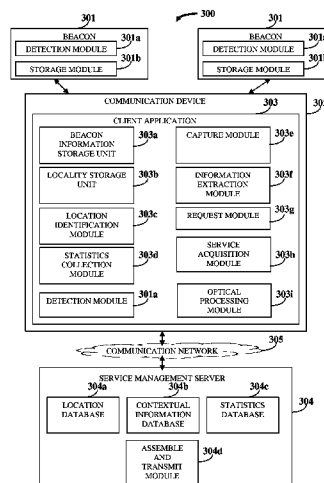 300
301
301
BEACON
DETECTION MODULE
301a
STORAGE MODULE
301b
BEACON
DETECTION MODULE
STORAGE MODULE
COMMUNICATION DEVICE
303
CLIENT APPLICATION
BEACON
INFORMATION
STORAGE UNIT
303a
LOCALITY STORAGE
UNIT
303b
LOCATION
IDENTIFICATION
MODULE
303c
STATISTICS
COLLECTION
MODULE
303d
DETECTION MODULE
301a
CAPTURE MODULE
303e
INFORMATION
EXTRACTION
MODULE
303f
REQUEST MODULE
303g
SERVICE
ACQUISITION
MODULE
303h
OPTICAL
PROCESSING
MODULE
303i
COMMUNICATION NETWORK
305
SERVICE MANAGEMENT SERVER
304
304a
LOCATION
DATABASE
304b
CONTEXTUAL
INFORMATION
DATABASE
304c
STATISTICS
DATABASE
ASSEMBLE
AND
TRANSMIT
MODULE
304d